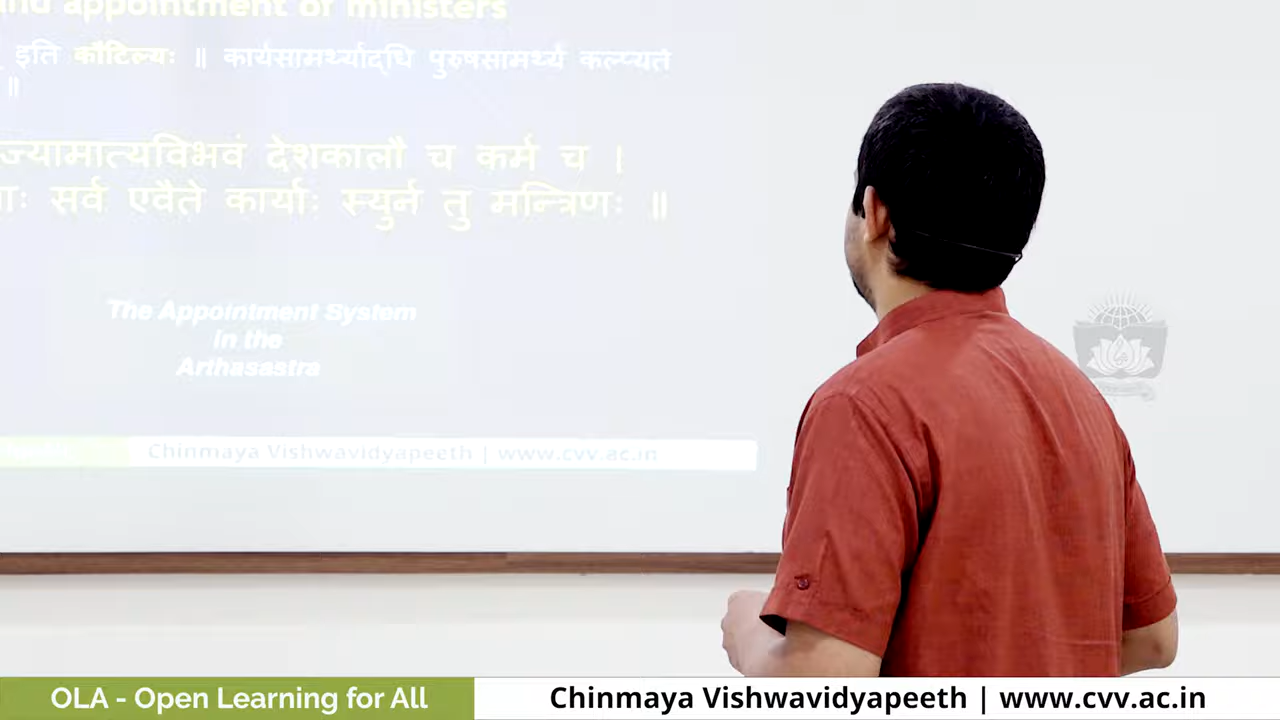 and appointment of ministers
इति कौटिल्यः ॥ कार्यसामर्थ्याद्धि पुरुषसामर्थ्यं कल्प्यते
॥
ज्यामात्यविभवं देशकालौ च कर्म च ।
सर्व एवैते कार्याः स्युर्न तु मन्त्रिणः ॥
The Appointment System
in the
Arthasastra
Chinmaya Vishwavidyapeeth | www.cvv.ac.in
OLA - Open Learning for All
Chinmaya Vishwavidyapeeth | www.cvv.ac.in